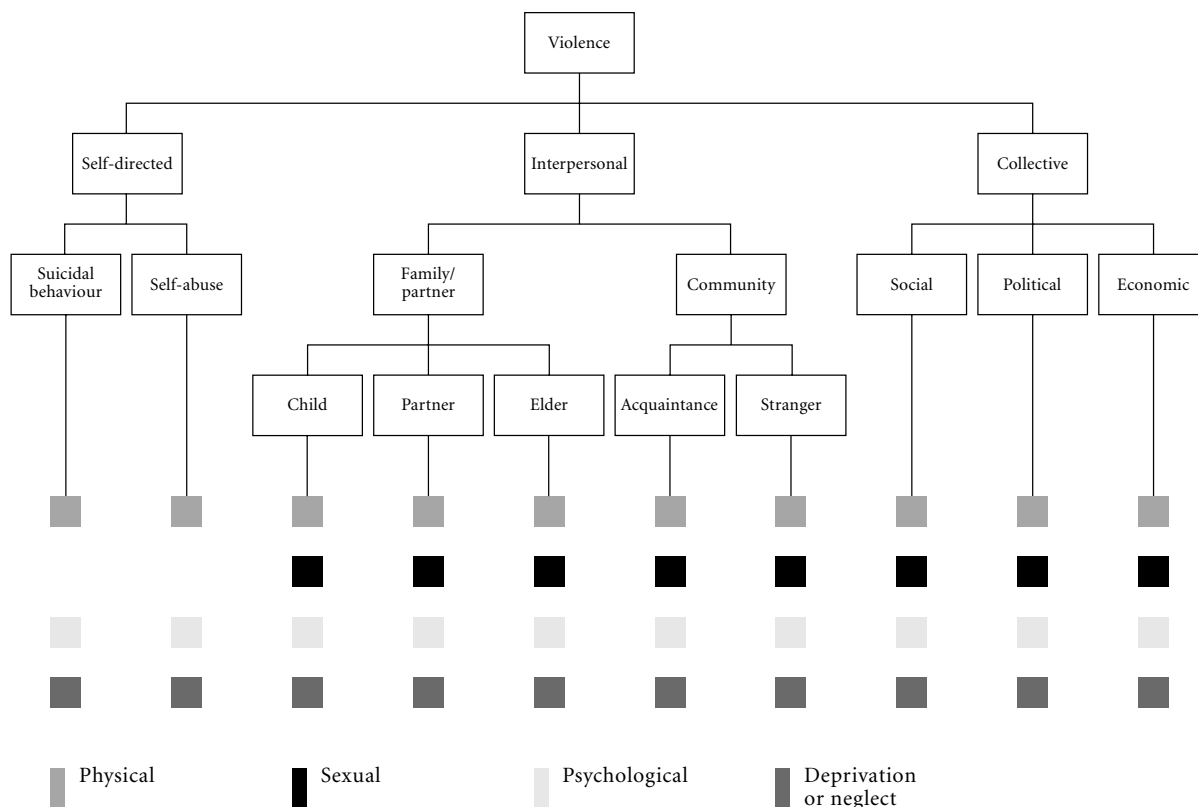 Violence
Self-directed
Interpersonal
Collective
Suicidal
behaviour
Self-abuse
Family/
partner
Community
Social
Political
Economic
Child
Partner
Elder
Acquaintance
Stranger
Physical
Sexual
Psychological
Deprivation
or neglect